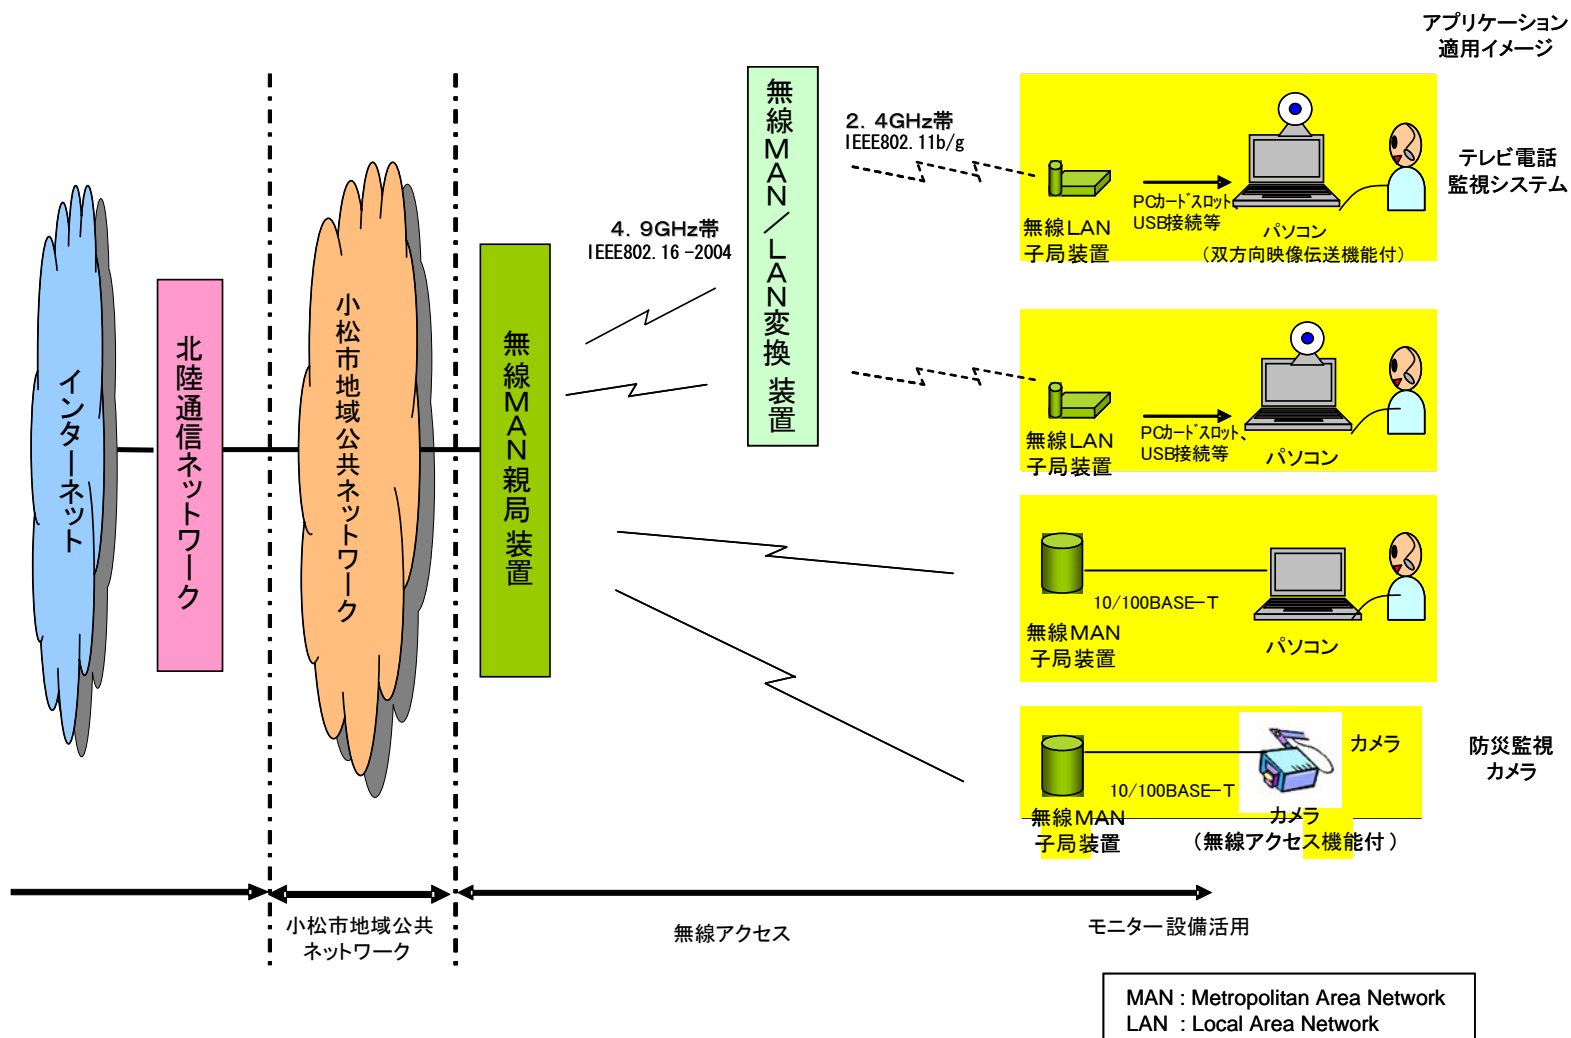 アプリケーション
適用イメージ
無線MAN/LAN変換装置
2.4GHz帯
IEEE802.11b/g
テレビ電話
監視システム
PCカードスロット、
USB接続等
無線LAN
子局装置
パソコン
(双方向映像伝送機能付)
4.9GHz帯
IEEE802.16-2004
インターネット
北陸通信ネットワーク
小松市地域公共ネットワーク
無線MAN親局装置
無線LAN
子局装置
PCカードスロット、
USB接続等
パソコン
10/100BASE-T
無線MAN
子局装置
パソコン
カメラ
防災監視
カメラ
10/100BASE-T
無線MAN
子局装置
カメラ
(無線アクセス機能付)
小松市地域公共
ネットワーク
無線アクセス
モニター設備活用
MAN : Metropolitan Area Network
LAN : Local Area Network